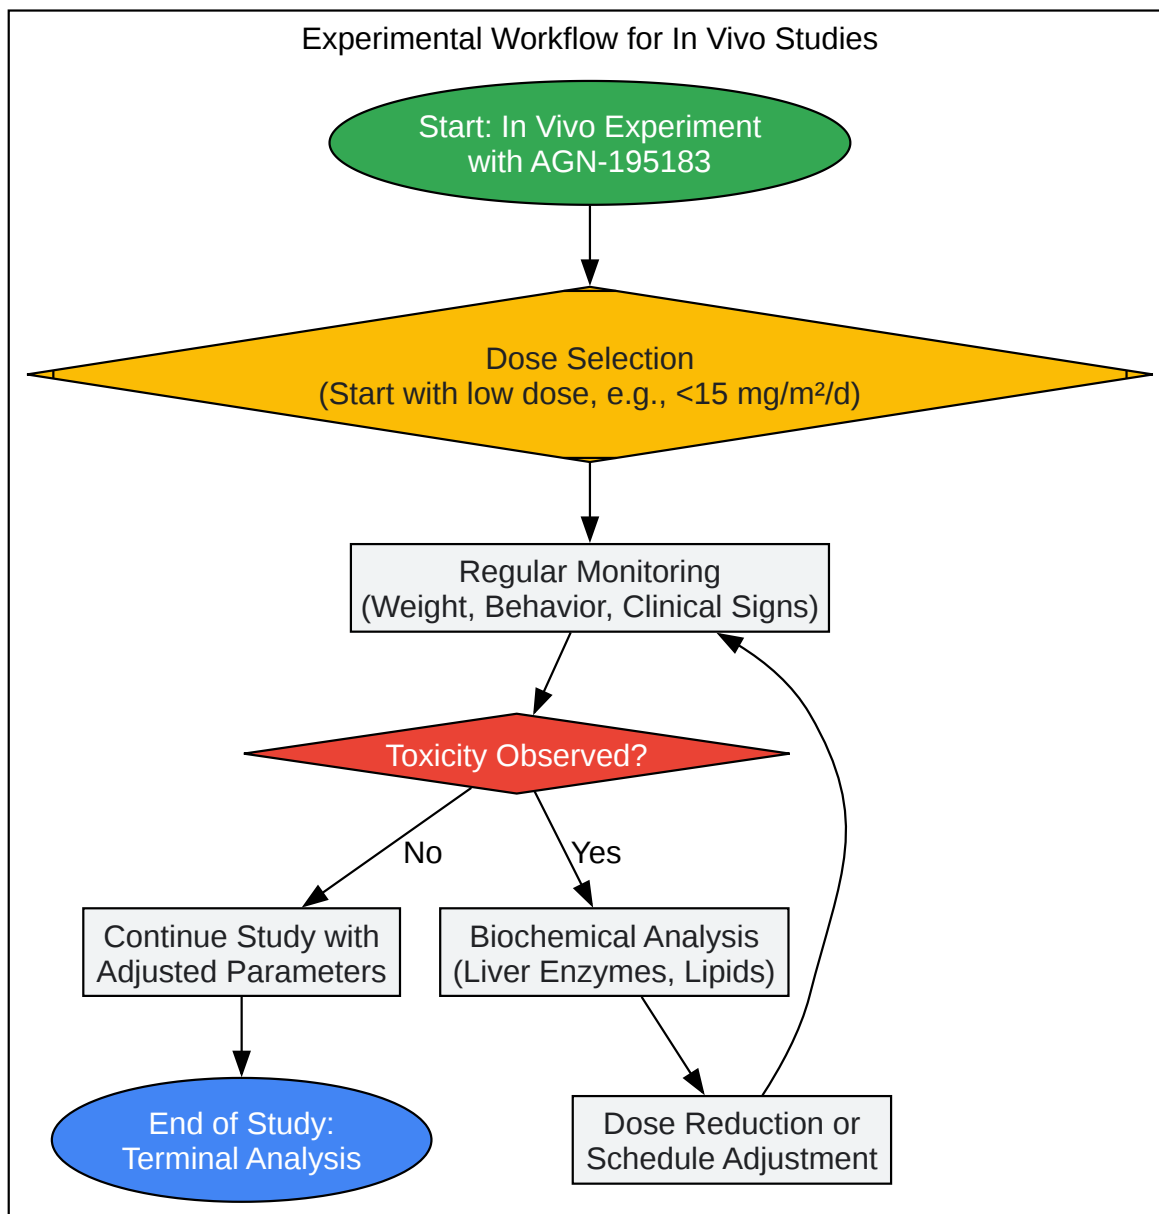 Experimental Workflow for In Vivo Studies
Start: In Vivo Experiment
with AGN-195183
Dose Selection
(Start with low dose, e.g., <15 mg/m²/d)
Regular Monitoring
(Weight, Behavior, Clinical Signs)
Toxicity Observed?
No
Yes
Continue Study with
Adjusted Parameters
Biochemical Analysis
(Liver Enzymes, Lipids)
End of Study:
Terminal Analysis
Dose Reduction or
Schedule Adjustment